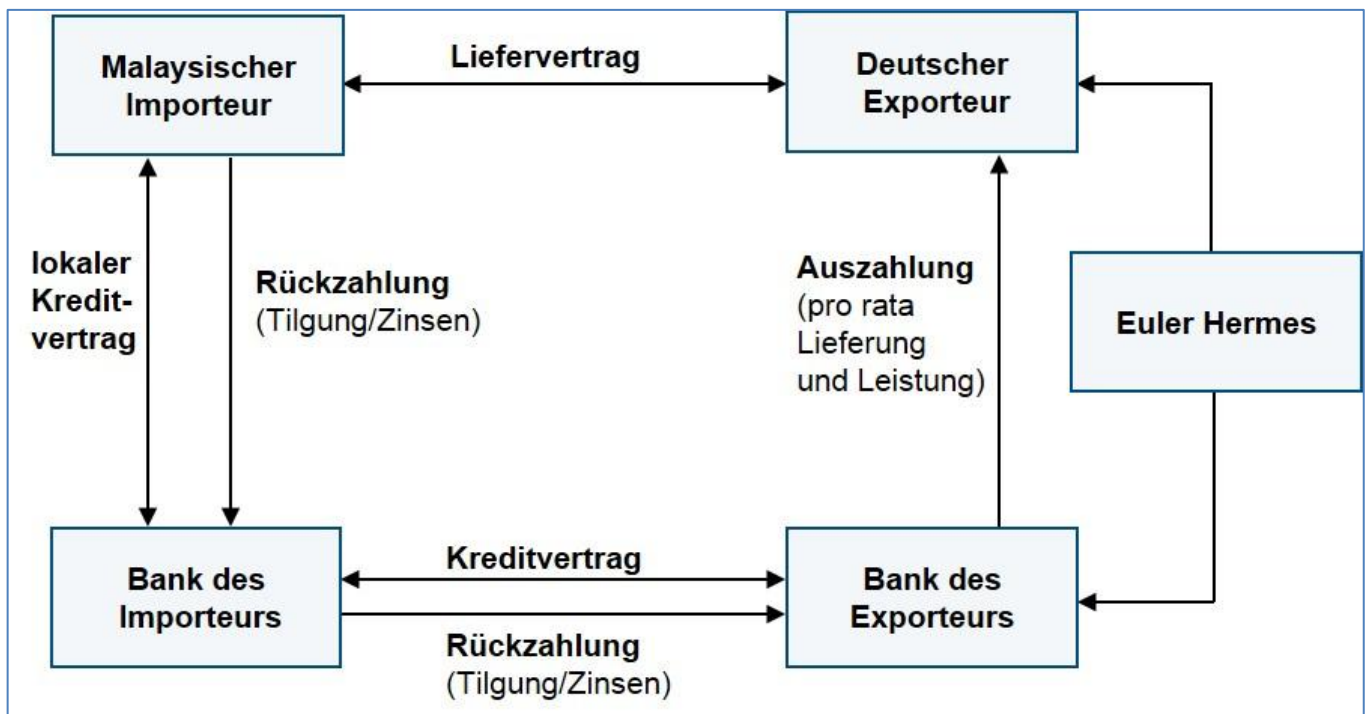 Malaysischer
Importeur
Liefervertrag
Deutscher
Exporteur
lokaler
Kredit-
vertrag
Rückzahlung
(Tilgung/Zinsen)
Auszahlung
(pro rata
Lieferung
und Leistung)
Euler Hermes
Bank des
Importeurs
Kreditvertrag
Rückzahlung
(Tilgung/Zinsen)
Bank des
Exporteurs